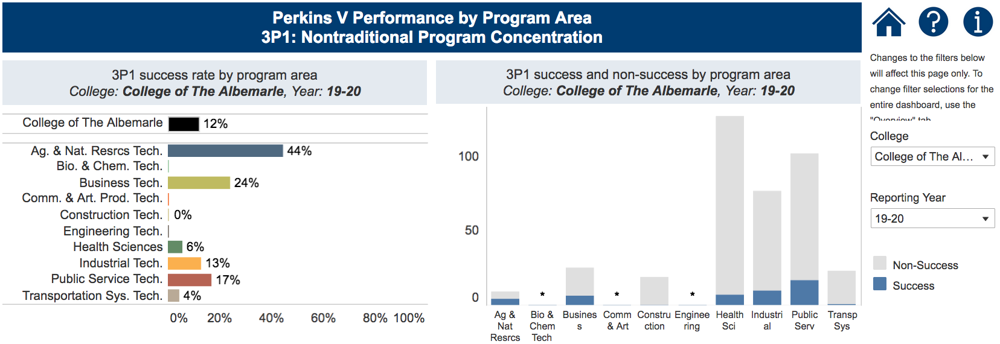 Perkins V Performance by Program Area
3P1: Nontraditional Program Concentration
3P1 success rate by program area
College: College of The Albemarle, Year: 19-20
College of The Albemarle 12%
Ag. & Nat. Resrcs Tech. 44%
Bio. & Chem. Tech.
Business Tech. 24%
Comm. & Art. Prod. Tech.
Construction Tech. 0%
Engineering Tech.
Health Sciences 6%
Industrial Tech. 13%
Public Service Tech. 17%
Transportation Sys. Tech. 4%
0% 20% 40% 60% 80% 100%
3P1 success and non-success by program area
College: College of The Albemarle, Year: 19-20
100
50
0
* * *
Ag & Bio & Busines Comm Constru Enginee Health Industri Public Transp
Nat Chem s & Art ction ring Sci al Serv Sys
Resrcs Tech
? i
Changes to the filters below
will affect this page only. To
change filter selections for the
entire dashboard, use the
"Overview" tab
College
College of The Al...
Reporting Year
19-20
Non-Success
Success